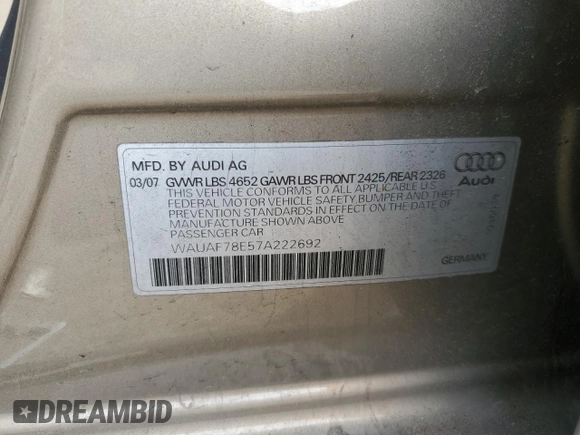 MFD. BY AUDI AG
03/07 GVWR LBS 4652 GAWR LBS FRONT 2425/REAR 2326
THIS VEHICLE CONFORMS TO ALL APPLICABLE U.S.
FEDERAL MOTOR VEHICLE SAFETY, BUMPER AND THEFT
PREVENTION STANDARDS IN EFFECT ON THE DATE OF
MANUFACTURE SHOWN ABOVE
PASSENGER CAR
WAUAF78E57A222692
Audi
GERMANY
DREAMBID